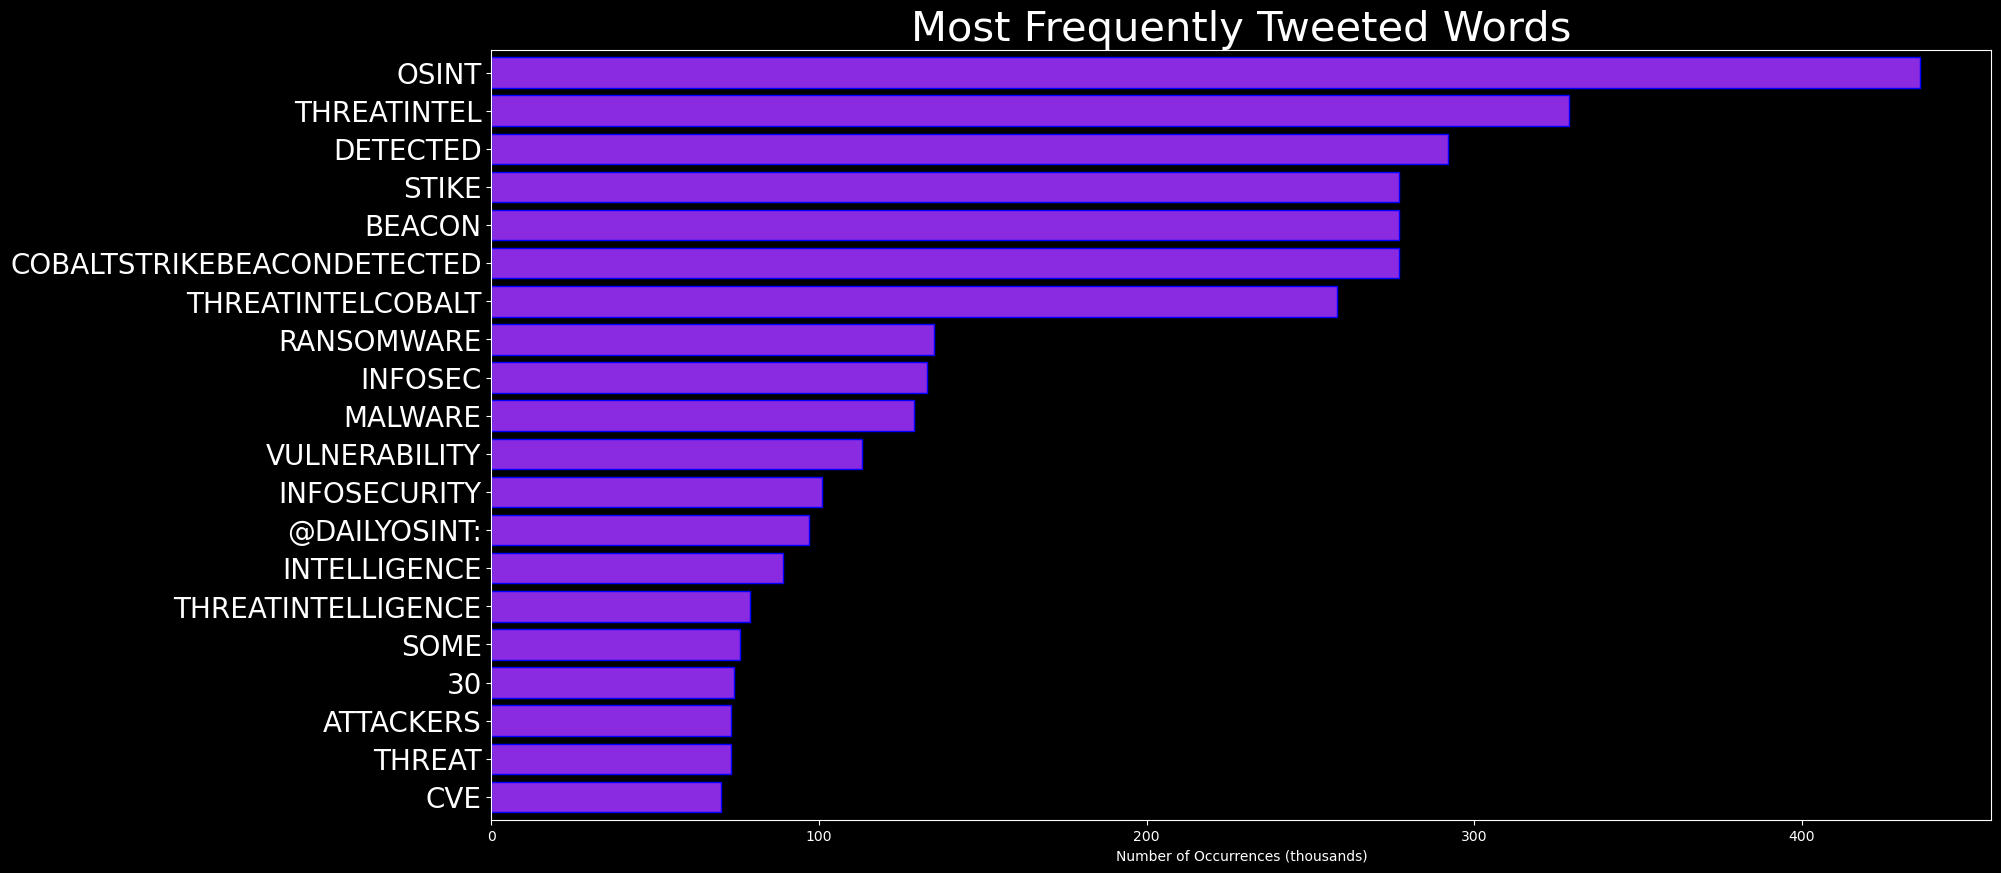 Most Frequently Tweeted Words
OSINT
THREATINTEL
DETECTED
STIKE
BEACON
COBALTSTRIKEBEACONDETECTED
THREATINTELCOBALT
RANSOMWARE
INFOSEC
MALWARE
VULNERABILITY
INFOSECURITY
@DAILYOSINT:
INTELLIGENCE
THREATINTELLIGENCE
SOME
30
ATTACKERS
THREAT
CVE
0 100 200 300 400
Number of Occurrences (thousands)